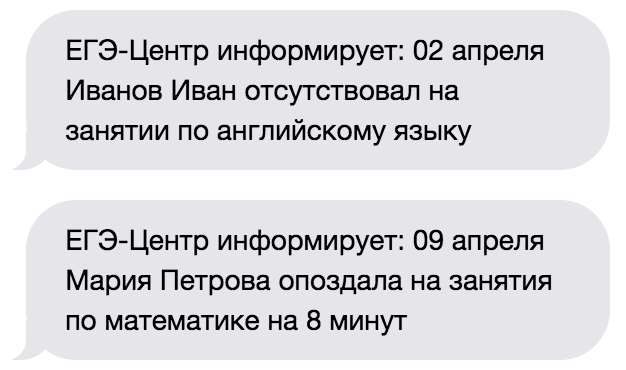 ЕГЭ-Центр информирует: 02 апреля
Иванов Иван отсутствовал на
занятии по английскому языку
ЕГЭ-Центр информирует: 09 апреля
Мария Петрова опоздала на занятия
по математике на 8 минут